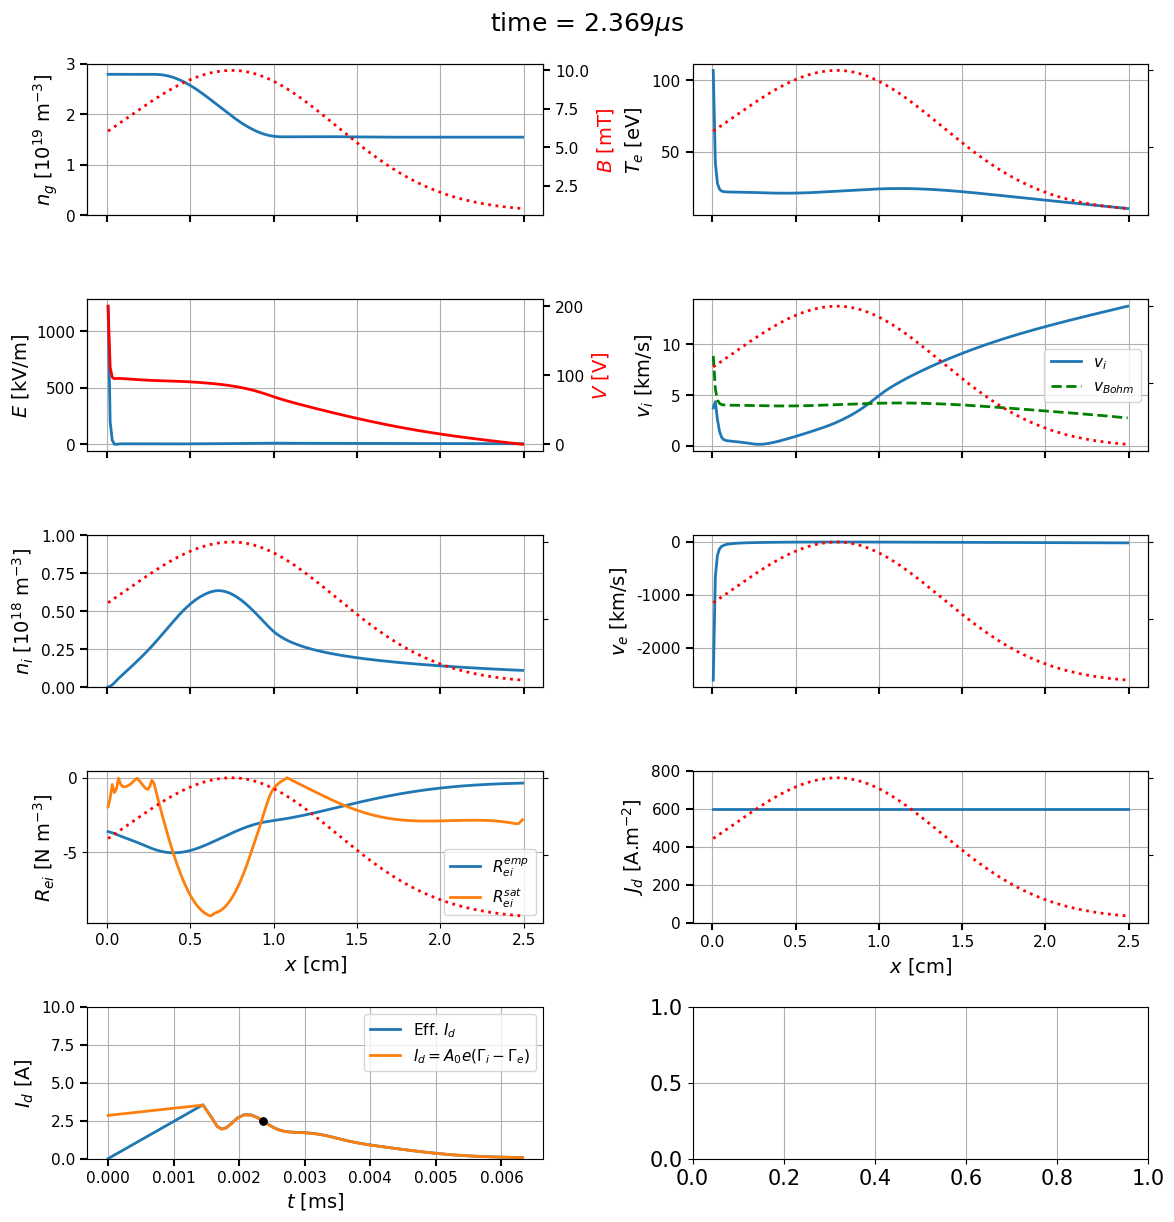 time = 2.369μs
3
2
1
0
n_g [10^19 m^−3]
10.0
7.5
5.0
2.5
B [mT]
100
50
T_e [eV]
1000
500
0
E [kV/m]
200
100
0
V [V]
10
5
0
v_i [km/s]
v_i
v_Bohm
1.00
0.75
0.50
0.25
0.00
n_i [10^18 m^−3]
0
-1000
-2000
v_e [km/s]
0
-5
R_ei [N m^−3]
R_ei^emp
R_ei^sat
0.0 0.5 1.0 1.5 2.0 2.5
x [cm]
800
600
400
200
0
J_d [A.m^−2]
0.0 0.5 1.0 1.5 2.0 2.5
x [cm]
10.0
7.5
5.0
2.5
0.0
I_d [A]
Eff. I_d
I_d = A_0e(Γ_i − Γ_e)
0.000 0.001 0.002 0.003 0.004 0.005 0.006
t [ms]
1.0
0.5
0.0
0.0 0.2 0.4 0.6 0.8 1.0